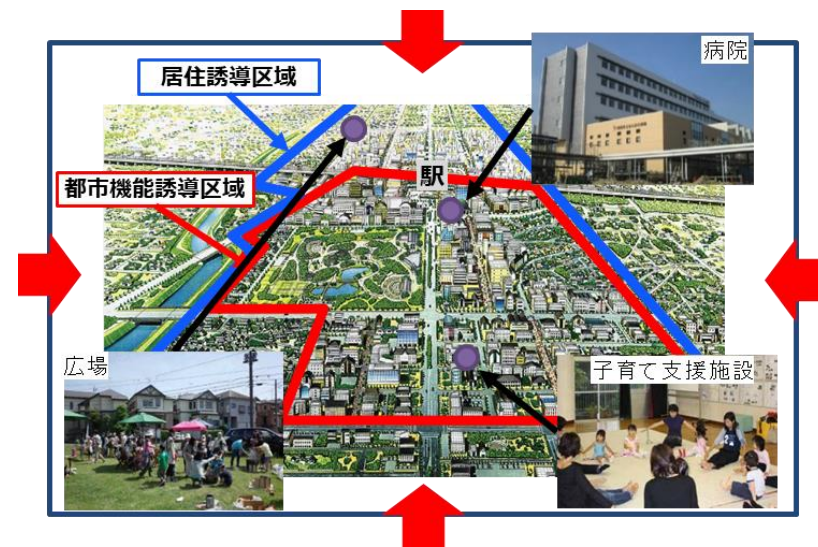 病院
居住誘導区域
駅
都市機能誘導区域
広場
子育て支援施設